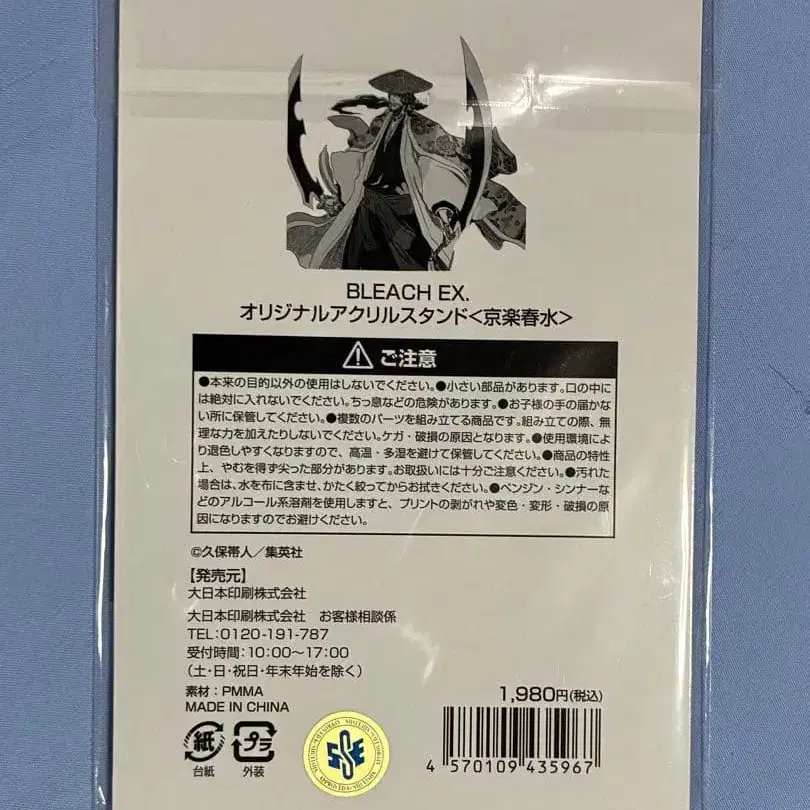 BLEACH EX.
オリジナルアクリルスタンド<京楽春水>
ご注意
●本来の目的以外の使用はしないでください。●小さい部品があります。口の中に
は絶対に入れないでください。ちっ息などの危険があります。●お子様の手の届かな
い所に保管してください。●複数のパーツを組み立てる商品です。組み立ての際、無
理な力を加えたりしないでください。ケガ・破損の原因となります。●使用環境によ
り退色しやすくなりますので、高温・多湿を避けて保管してください。●商品の特性
上、やむを得ず尖った部分があります。お取扱いには十分ご注意ください。●汚れた
場合は、水を布に含ませ、かたく絞ってからお拭きください。●ベンジン・シンナーな
どのアルコール系溶剤を使用しますと、プリントの剥がれや変色・変形・破損の原
因になりますのでお避けください。
©久保帯人／集英社
【発売元】
大日本印刷株式会社
大日本印刷株式会社　お客様相談係
TEL:0120-191-787
受付時間:10:00〜17:00
（土・日・祝日・年末年始を除く）
素材：PMMA
MADE IN CHINA
紙
台紙
プラ
外装
1,980円(税込)
4 570109 435967